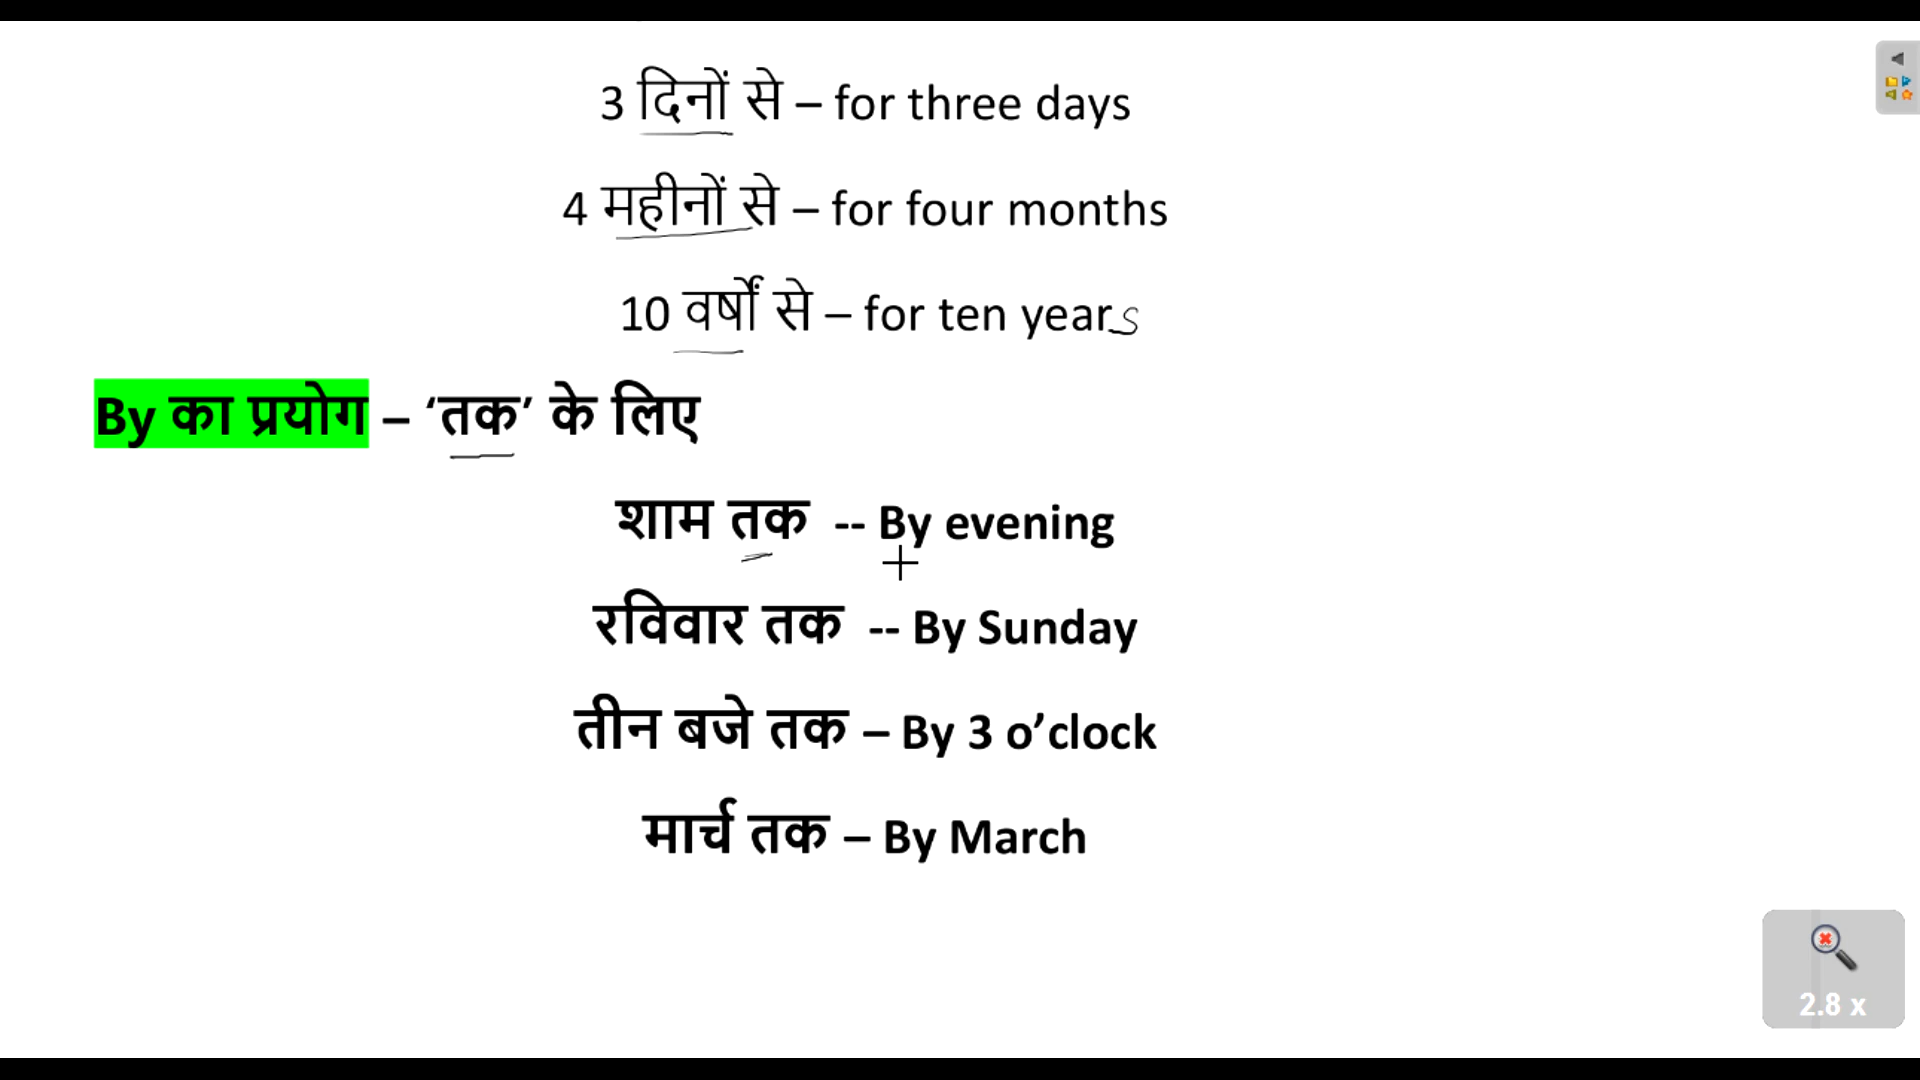 3 दिनों से – for three days
4 महीनों से – for four months
10 वर्षों से – for ten years
By का प्रयोग – ‘तक’ के लिए
शाम तक -- By evening
रविवार तक -- By Sunday
तीन बजे तक – By 3 o’clock
मार्च तक – By March
2.8 x